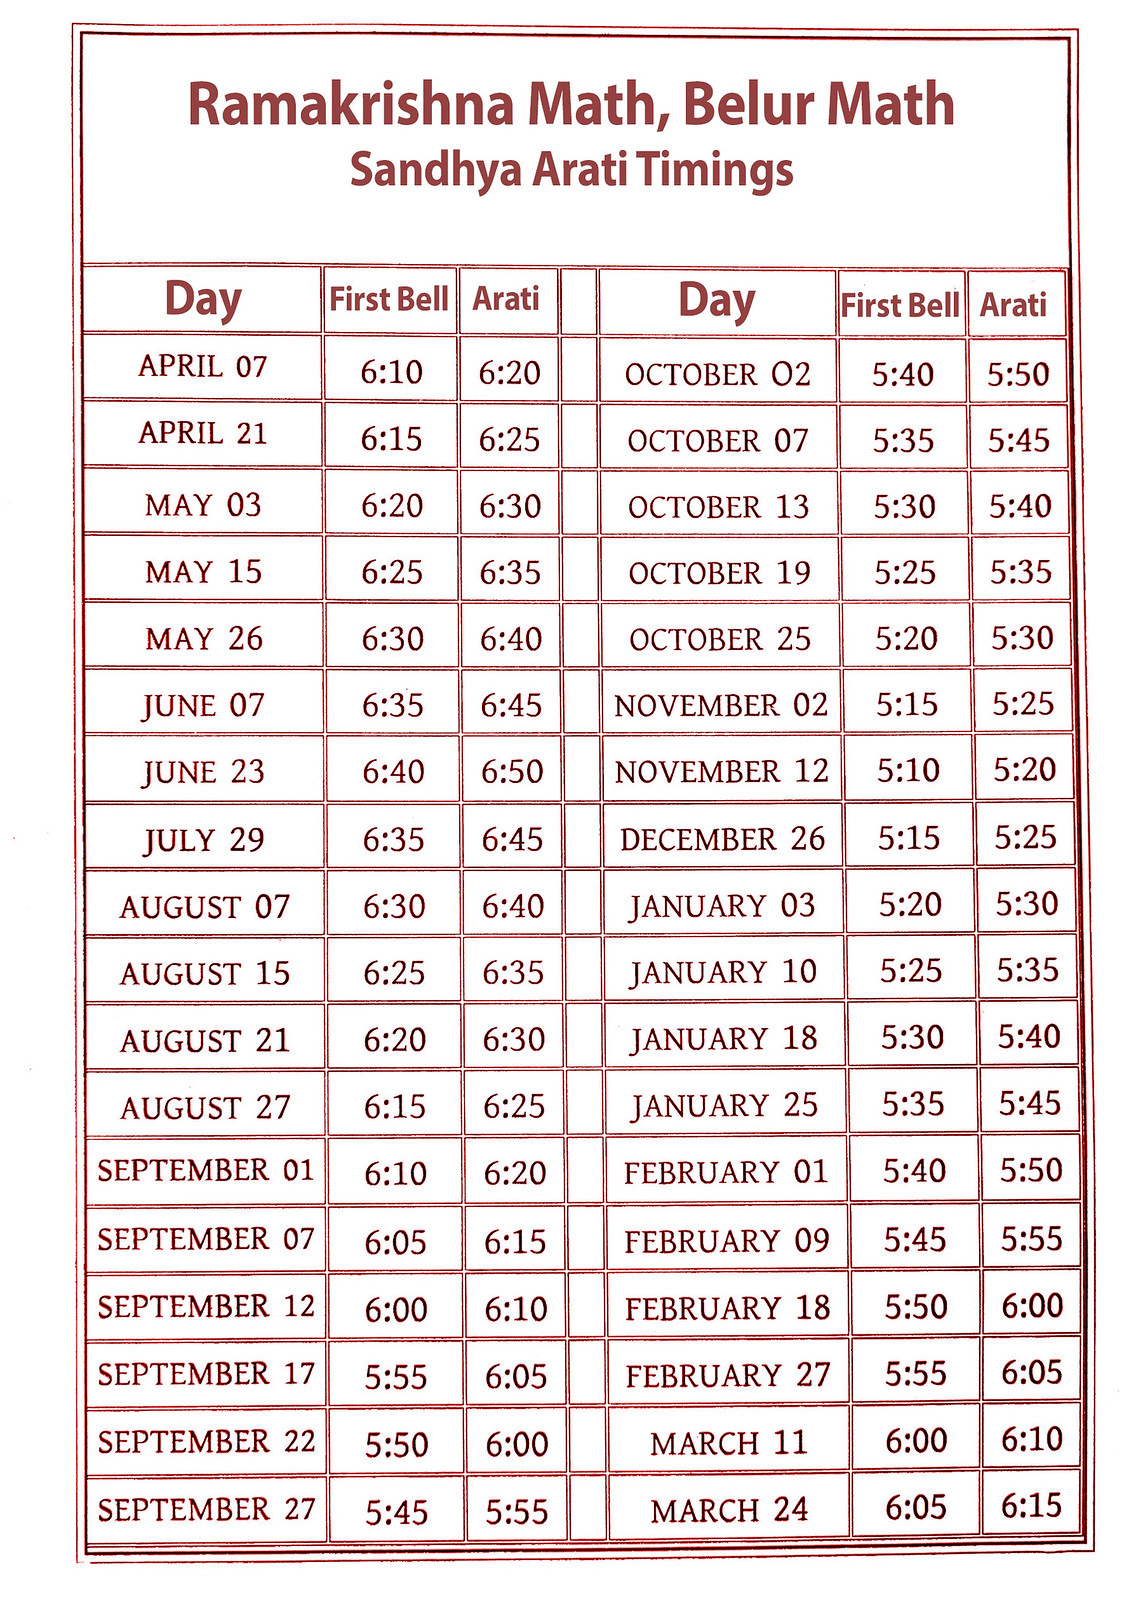 Ramakrishna Math, Belur Math
Sandhya Arati Timings
Day First Bell Arati Day First Bell Arati
APRIL 07 6:10 6:20 OCTOBER O2 5:40 5:50
APRIL 21 6:15 6:25 OCTOBER 07 5:35 5:45
MAY 03 6:20 6:30 OCTOBER 13 5:30 5:40
MAY 15 6:25 6:35 OCTOBER 19 5:25 5:35
MAY 26 6:30 6:40 OCTOBER 25 5:20 5:30
JUNE 07 6:35 6:45 NOVEMBER 02 5:15 5:25
JUNE 23 6:40 6:50 NOVEMBER 12 5:10 5:20
JULY 29 6:35 6:45 DECEMBER 26 5:15 5:25
AUGUST 07 6:30 6:40 JANUARY 03 5:20 5:30
AUGUST 15 6:25 6:35 JANUARY 10 5:25 5:35
AUGUST 21 6:20 6:30 JANUARY 18 5:30 5:40
AUGUST 27 6:15 6:25 JANUARY 25 5:35 5:45
SEPTEMBER 01 6:10 6:20 FEBRUARY 01 5:40 5:50
SEPTEMBER 07 6:05 6:15 FEBRUARY 09 5:45 5:55
SEPTEMBER 12 6:00 6:10 FEBRUARY 18 5:50 6:00
SEPTEMBER 17 5:55 6:05 FEBRUARY 27 5:55 6:05
SEPTEMBER 22 5:50 6:00 MARCH 11 6:00 6:10
SEPTEMBER 27 5:45 5:55 MARCH 24 6:05 6:15